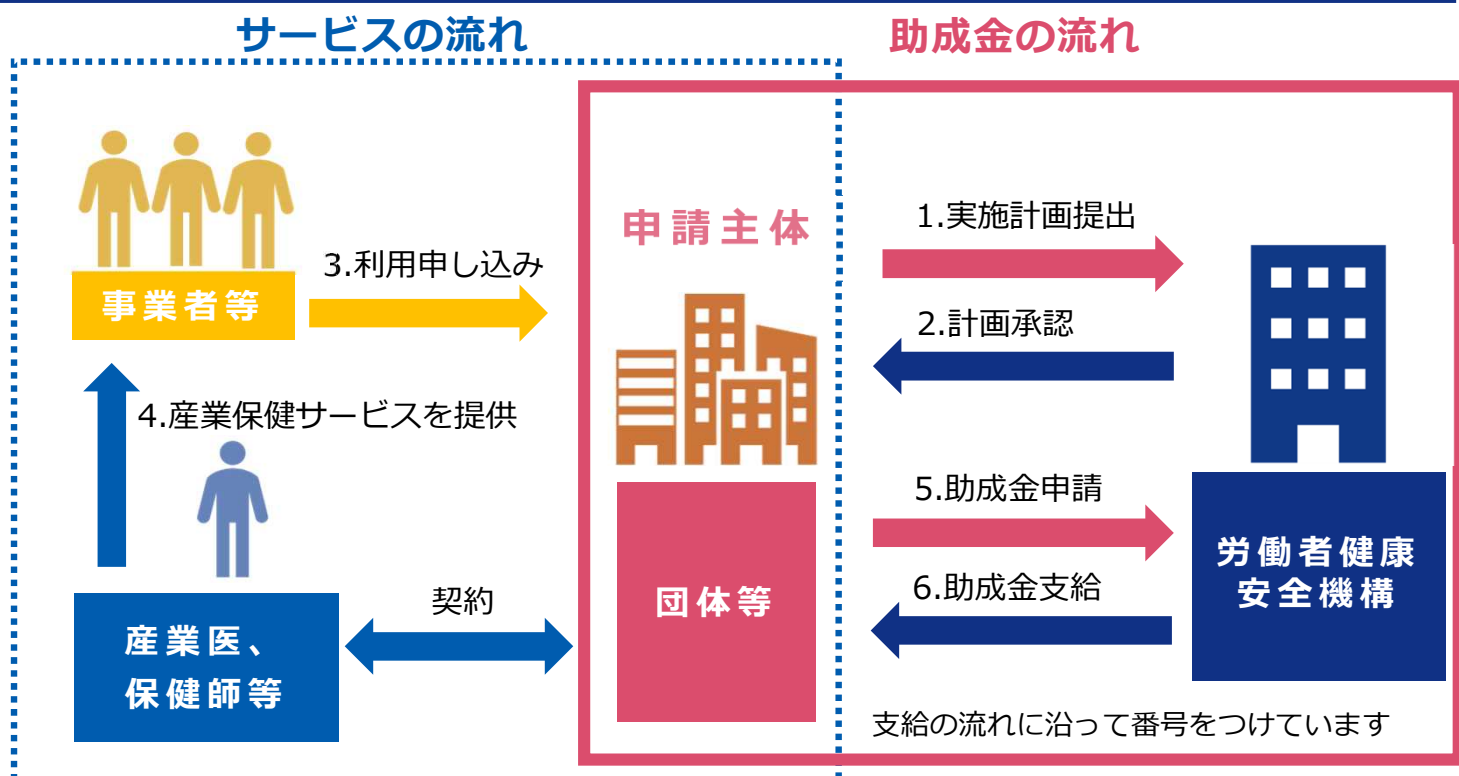 サービスの流れ
助成金の流れ
申請主体
1.実施計画提出
3.利用申し込み
事業者等
2.計画承認
4.産業保健サービスを提供
5.助成金申請
労働者健康
安全機構
6.助成金支給
団体等
契約
産業医、
保健師等
支給の流れに沿って番号をつけています